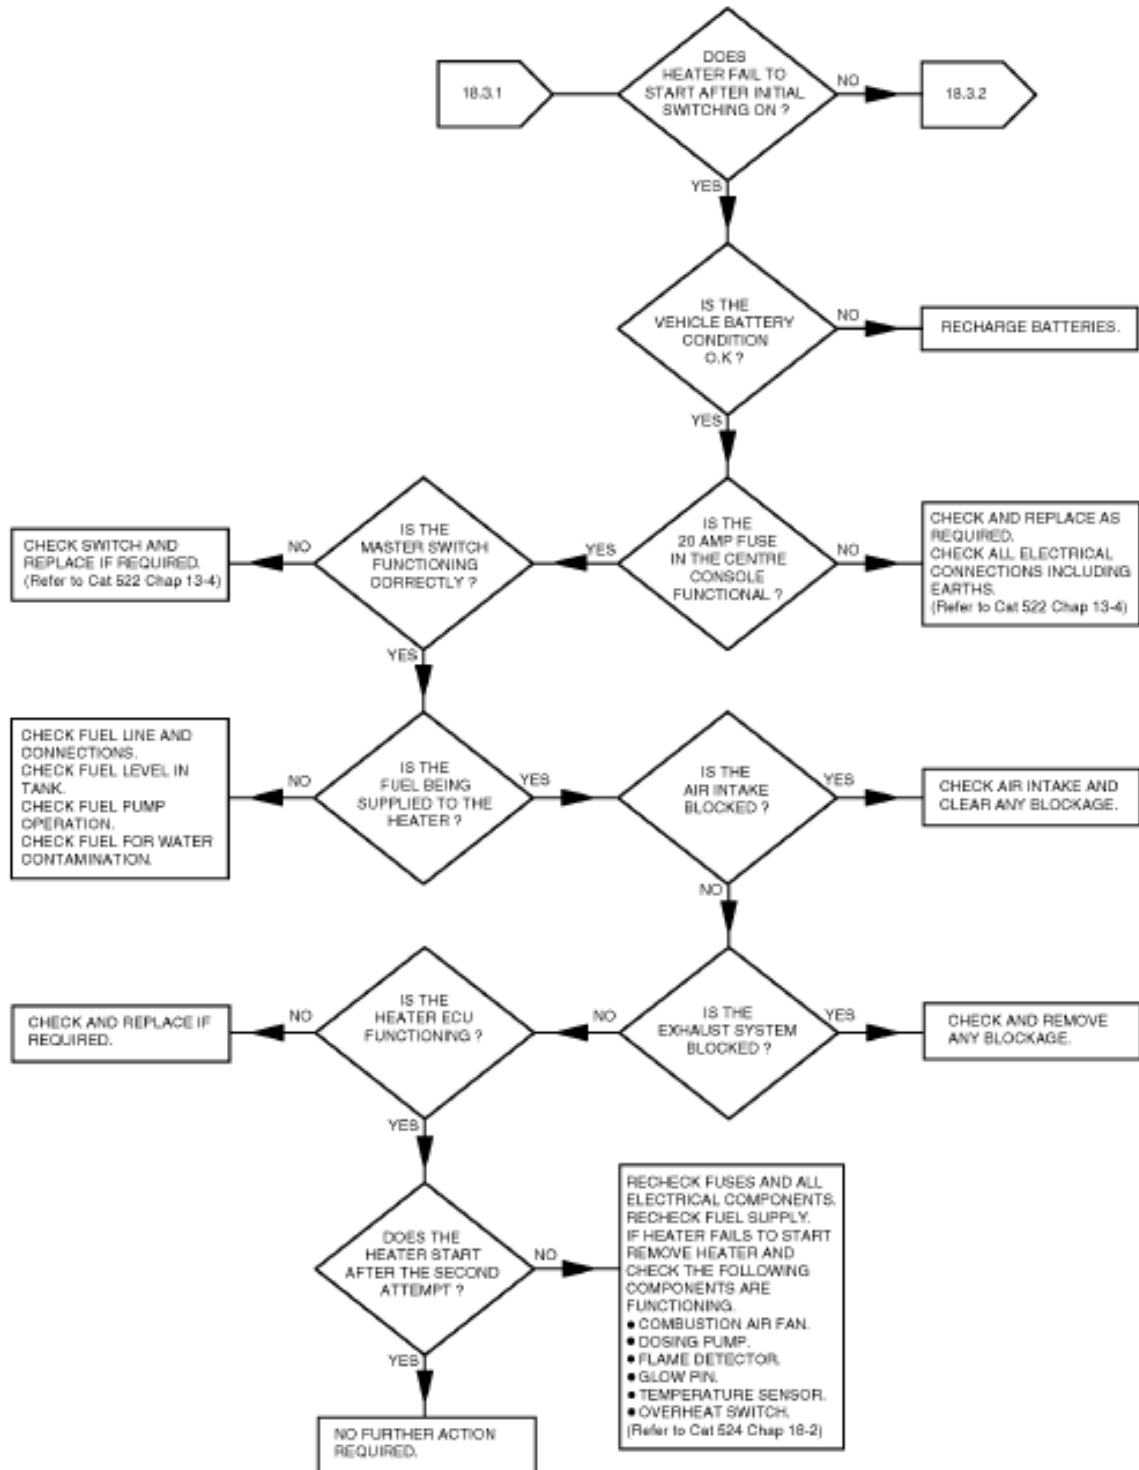 18.3.1
DOES
HEATER FAIL TO
START AFTER INITIAL
SWITCHING ON ?
NO
18.3.2
YES
IS THE
VEHICLE BATTERY
CONDITION
O.K ?
NO
RECHARGE BATTERIES.
YES
IS THE
20 AMP FUSE
IN THE CENTRE
CONSOLE
FUNCTIONAL ?
NO
CHECK AND REPLACE AS
REQUIRED.
CHECK ALL ELECTRICAL
CONNECTIONS INCLUDING
EARTHS.
(Refer to Cat 522 Chap 13-4)
YES
IS THE
MASTER SWITCH
FUNCTIONING
CORRECTLY ?
NO
CHECK SWITCH AND
REPLACE IF REQUIRED.
(Refer to Cat 522 Chap 13-4)
YES
IS THE
FUEL BEING
SUPPLIED TO THE
HEATER ?
NO
CHECK FUEL LINE AND
CONNECTIONS.
CHECK FUEL LEVEL IN
TANK.
CHECK FUEL PUMP
OPERATION.
CHECK FUEL FOR WATER
CONTAMINATION.
YES
IS THE
AIR INTAKE
BLOCKED ?
YES
CHECK AIR INTAKE AND
CLEAR ANY BLOCKAGE.
NO
IS THE
EXHAUST SYSTEM
BLOCKED ?
YES
CHECK AND REMOVE
ANY BLOCKAGE.
NO
IS THE
HEATER ECU
FUNCTIONING ?
NO
CHECK AND REPLACE IF
REQUIRED.
YES
DOES THE
HEATER START
AFTER THE SECOND
ATTEMPT ?
NO
RECHECK FUSES AND ALL
ELECTRICAL COMPONENTS.
RECHECK FUEL SUPPLY.
IF HEATER FAILS TO START
REMOVE HEATER AND
CHECK THE FOLLOWING
COMPONENTS ARE
FUNCTIONING.
● COMBUSTION AIR FAN.
● DOSING PUMP.
● FLAME DETECTOR.
● GLOW PIN.
● TEMPERATURE SENSOR.
● OVERHEAT SWITCH.
(Refer to Cat 524 Chap 18-2)
YES
NO FURTHER ACTION
REQUIRED.